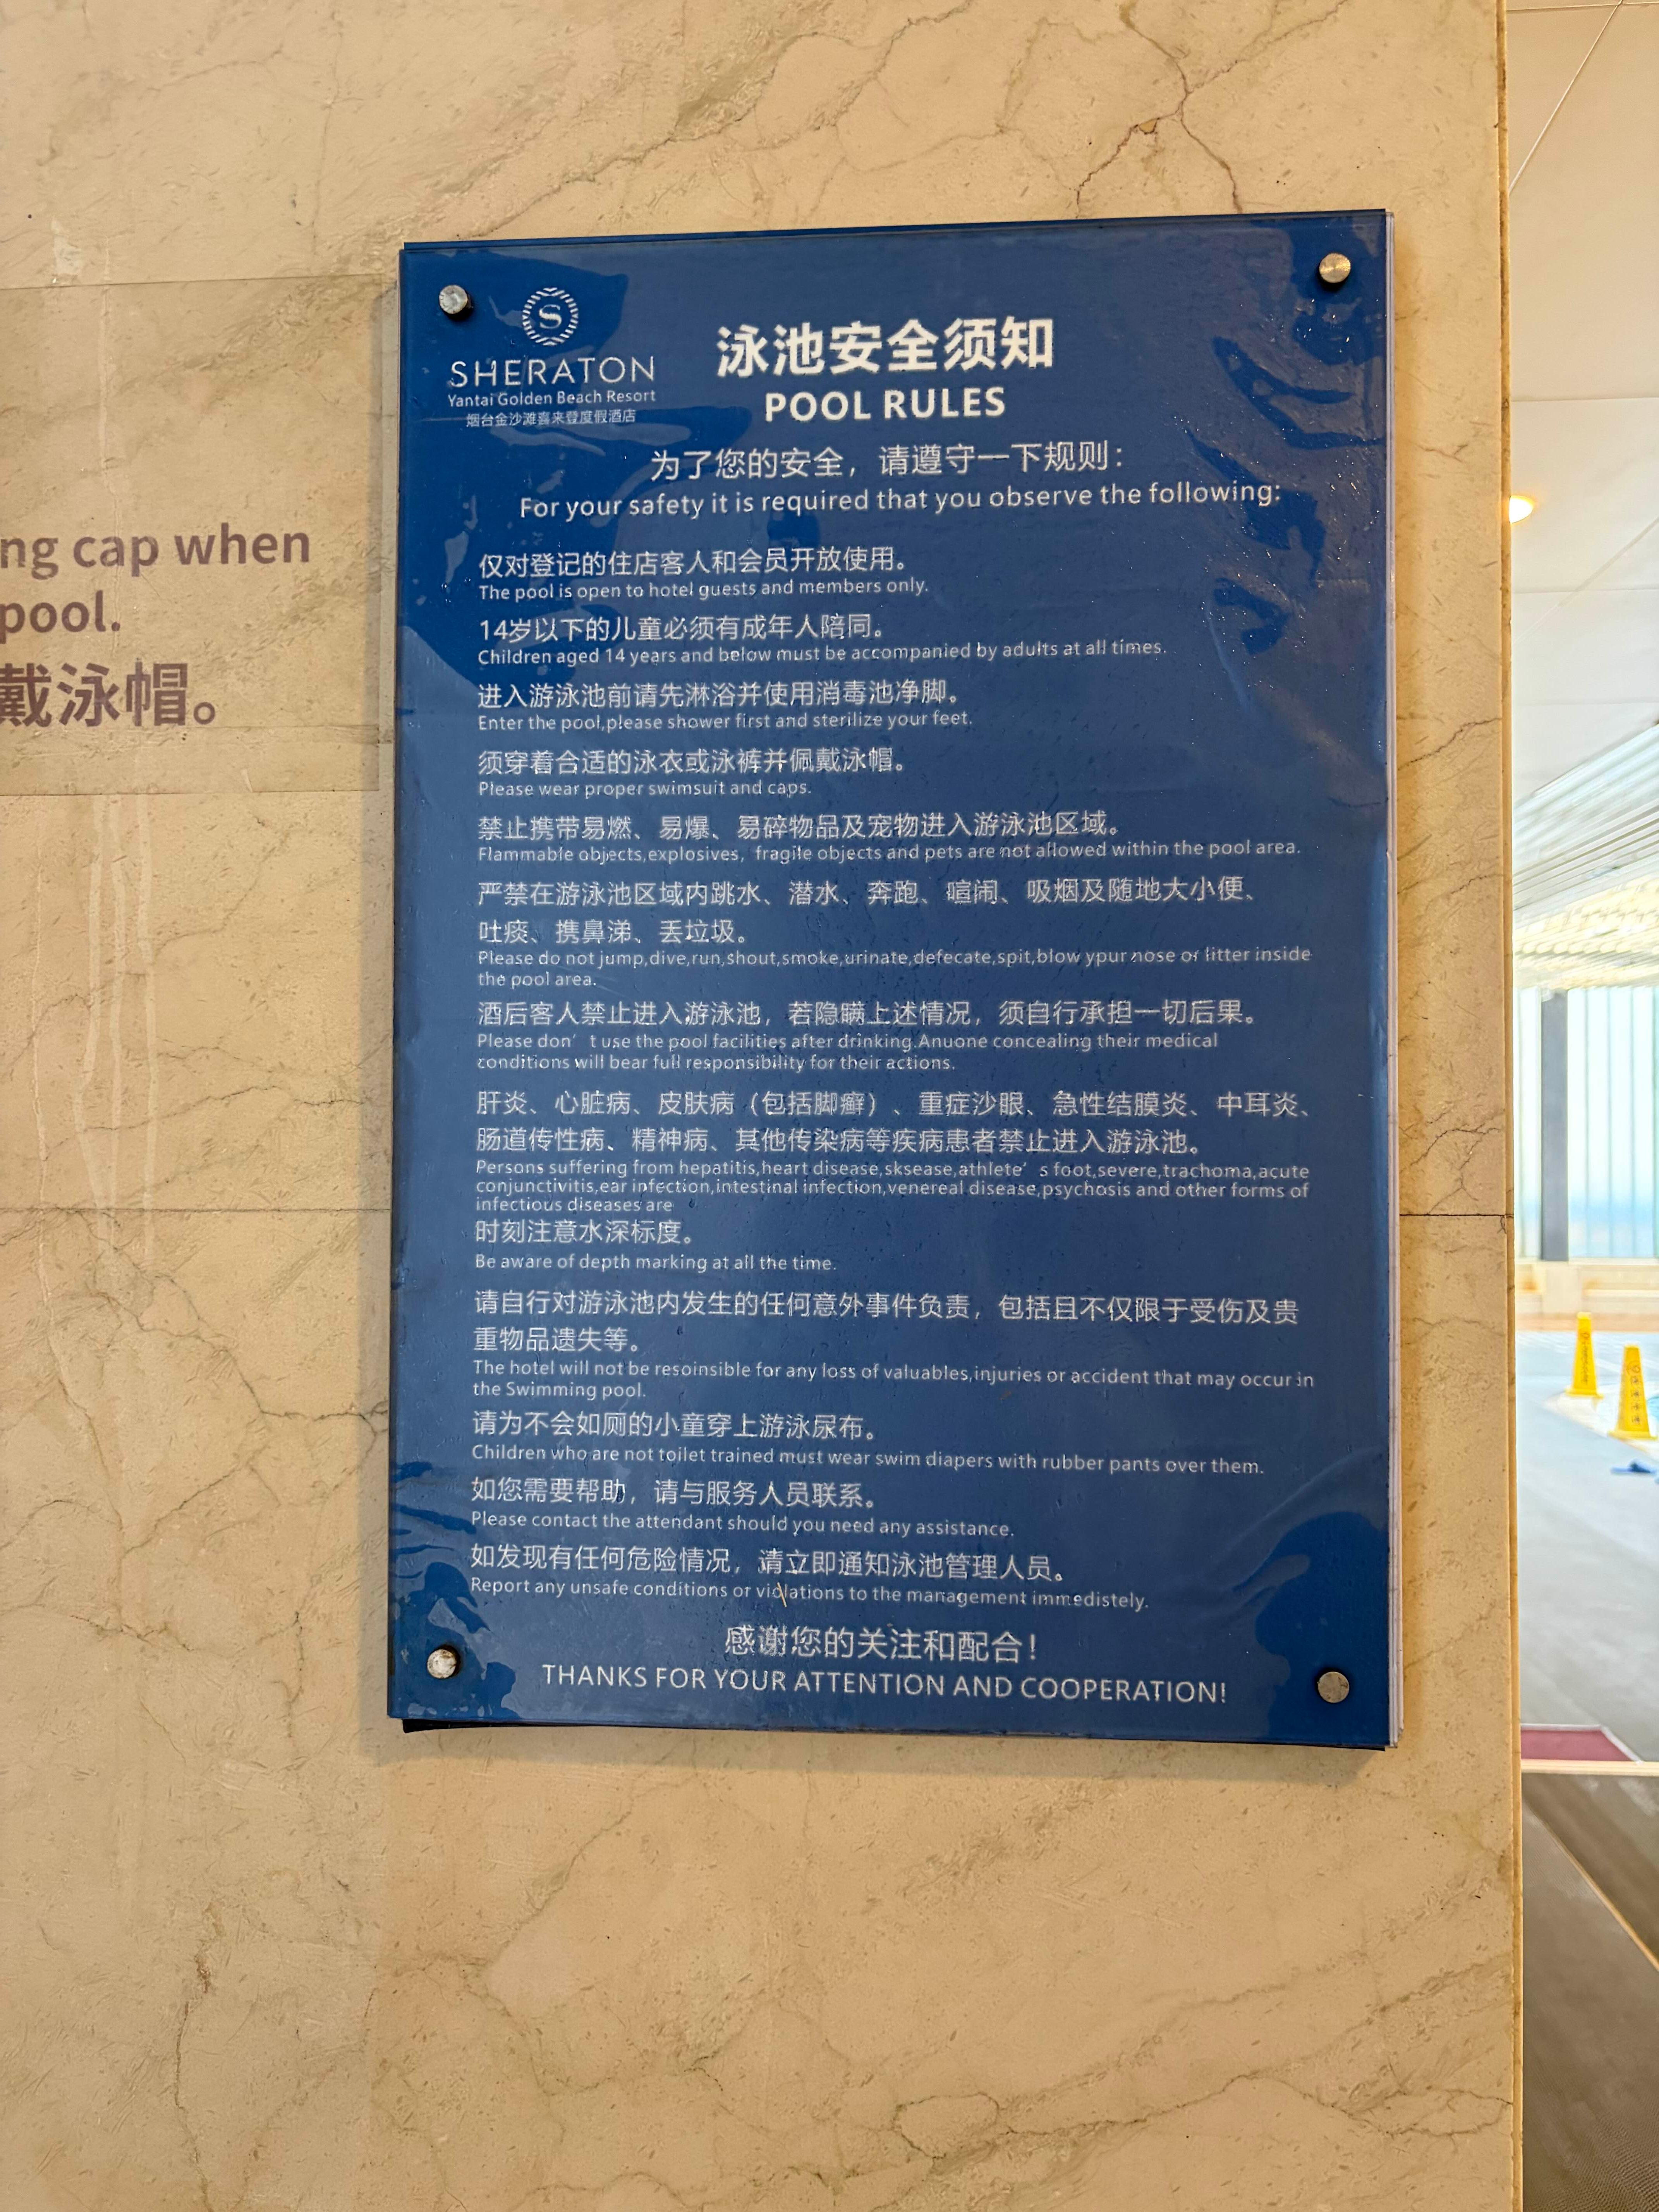 ng cap when
pool.
戴泳帽。
S
SHERATON
Yantai Golden Beach Resort
烟台金沙滩喜来登度假酒店
泳池安全须知
POOL RULES
为了您的安全，请遵守一下规则：
For your safety it is required that you observe the following:
仅对登记的住店客人和会员开放使用。
The pool is open to hotel guests and members only.
14岁以下的儿童必须有成年人陪同。
Children aged 14 years and below must be accompanied by adults at all times.
进入游泳池前请先淋浴并使用消毒池净脚。
Enter the pool,please shower first and sterilize your feet.
须穿着合适的泳衣或泳裤并佩戴泳帽。
Please wear proper swimsuit and caps.
禁止携带易燃、易爆、易碎物品及宠物进入游泳池区域。
Flammable objects,explosives, fragile objects and pets are not allowed within the pool area.
严禁在游泳池区域内跳水、潜水、奔跑、喧闹、吸烟及随地大小便、
吐痰、携鼻涕、丢垃圾。
Please do not jump,dive,run,shout,smoke,urinate,defecate,spit,blow ypur nose or litter inside
the pool area.
酒后客人禁止进入游泳池，若隐瞒上述情况，须自行承担一切后果。
Please don’t use the pool facilities after drinking.Anuone concealing their medical
conditions will bear full responsibility for their actions.
肝炎、心脏病、皮肤病（包括脚癣）、重症沙眼、急性结膜炎、中耳炎、
肠道传性病、精神病、其他传染病等疾病患者禁止进入游泳池。
Persons suffering from hepatitis,heart disease,sksease,athlete’s foot,severe,trachoma,acute
conjunctivitis,ear infection,intestinal infection,venereal disease,psychosis and other forms of
infectious diseases are
时刻注意水深标度。
Be aware of depth marking at all the time.
请自行对游泳池内发生的任何意外事件负责，包括且不仅限于受伤及贵
重物品遗失等。
The hotel will not be resoinsible for any loss of valuables,injuries or accident that may occur in
the Swimming pool.
请为不会如厕的小童穿上游泳尿布。
Children who are not toilet trained must wear swim diapers with rubber pants over them.
如您需要帮助，请与服务人员联系。
Please contact the attendant should you need any assistance.
如发现有任何危险情况，请立即通知泳池管理人员。
Report any unsafe conditions or violations to the management immedistely.
感谢您的关注和配合！
THANKS FOR YOUR ATTENTION AND COOPERATION!